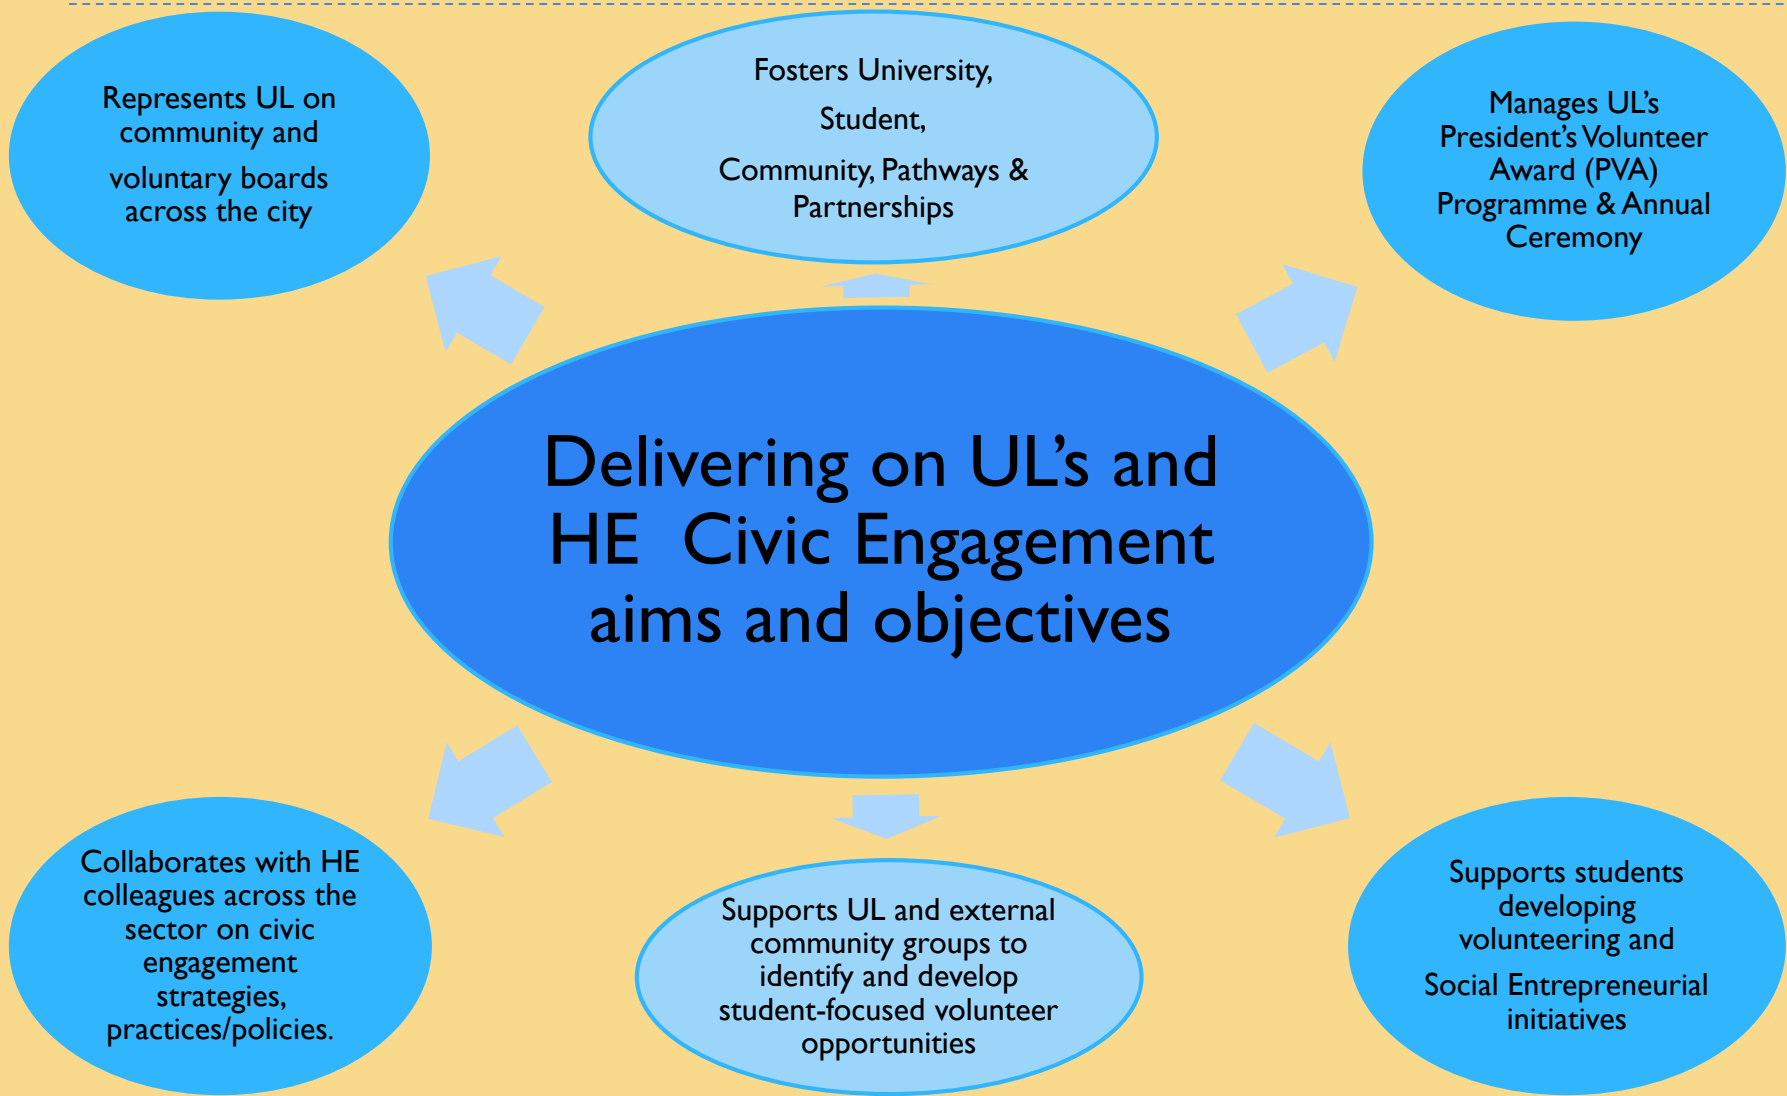 Represents UL on
community and
voluntary boards
across the city
Fosters University,
Student,
Community, Pathways &
Partnerships
Manages UL’s
President’s Volunteer
Award (PVA)
Programme & Annual
Ceremony
Delivering on UL’s and
HE  Civic Engagement
aims and objectives
Collaborates with HE
colleagues across the
sector on civic
engagement
strategies,
practices/policies.
Supports UL and external
community groups to
identify and develop
student-focused volunteer
opportunities
Supports students
developing
volunteering and
Social Entrepreneurial
initiatives